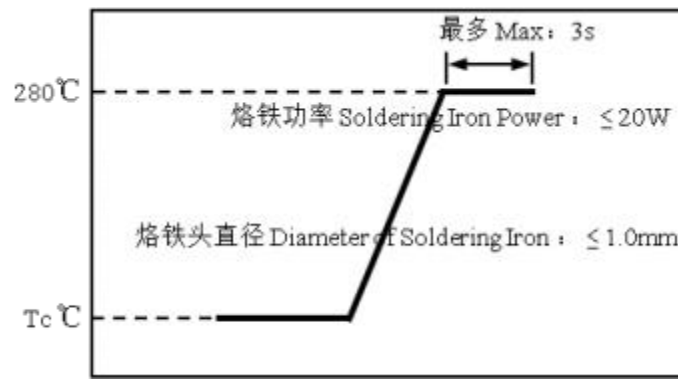 最多 Max：3s
280℃
烙铁功率 Soldering Iron Power：≤20W
烙铁头直径 Diameter of Soldering Iron：≤1.0mm
Tc℃